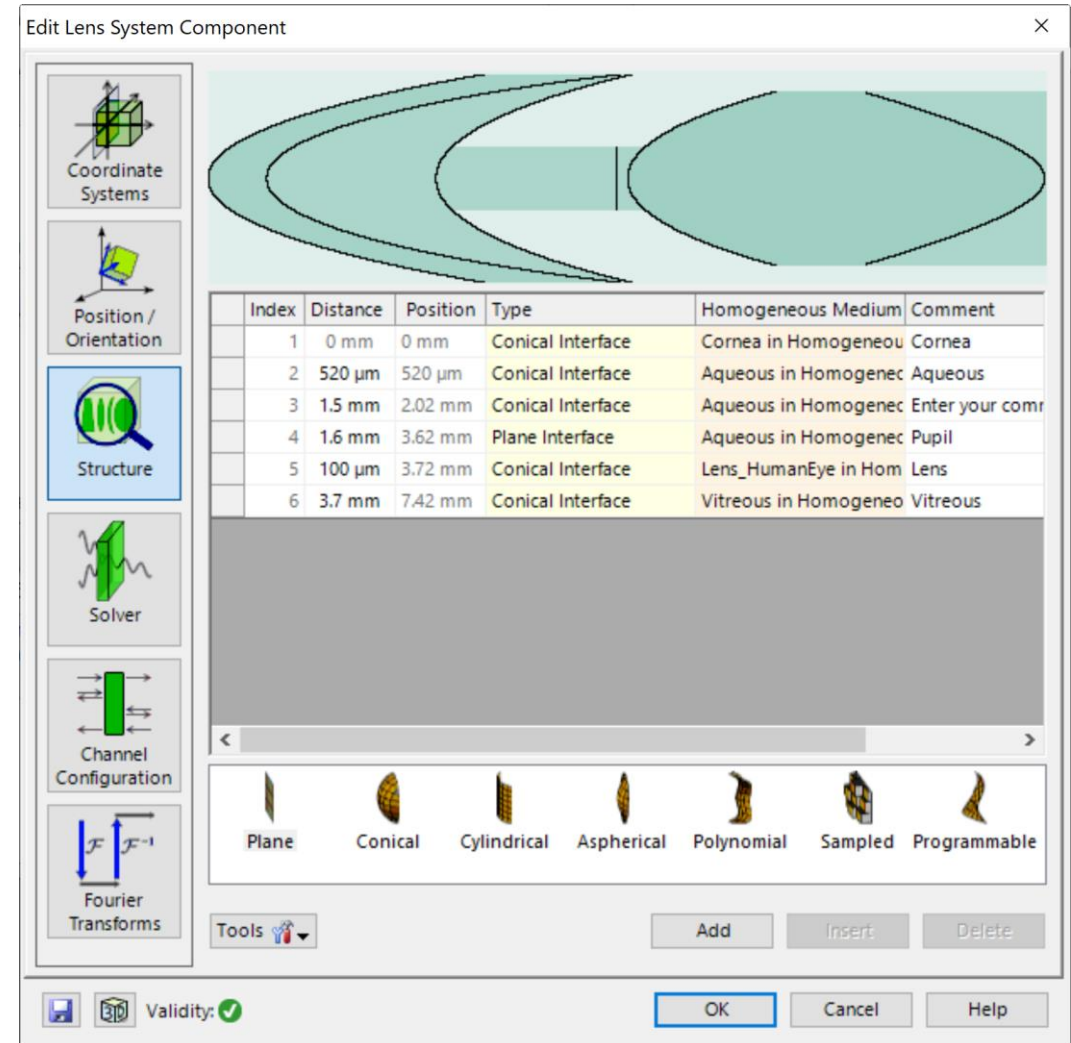 Edit Lens System Component
Coordinate
Systems
Position /
Orientation
Structure
Solver
Channel
Configuration
F F-1
Fourier
Transforms
Index Distance Position Type Homogeneous Medium Comment
1 0 mm 0 mm Conical Interface Cornea in Homogeneou Cornea
2 520 µm 520 µm Conical Interface Aqueous in Homogenec Aqueous
3 1.5 mm 2.02 mm Conical Interface Aqueous in Homogenec Enter your comr
4 1.6 mm 3.62 mm Plane Interface Aqueous in Homogenec Pupil
5 100 µm 3.72 mm Conical Interface Lens_HumanEye in Hom Lens
6 3.7 mm 7.42 mm Conical Interface Vitreous in Homogeneo Vitreous
Plane Conical Cylindrical Aspherical Polynomial Sampled Programmable
Tools Add Insert Delete
3D Validity: OK Cancel Help